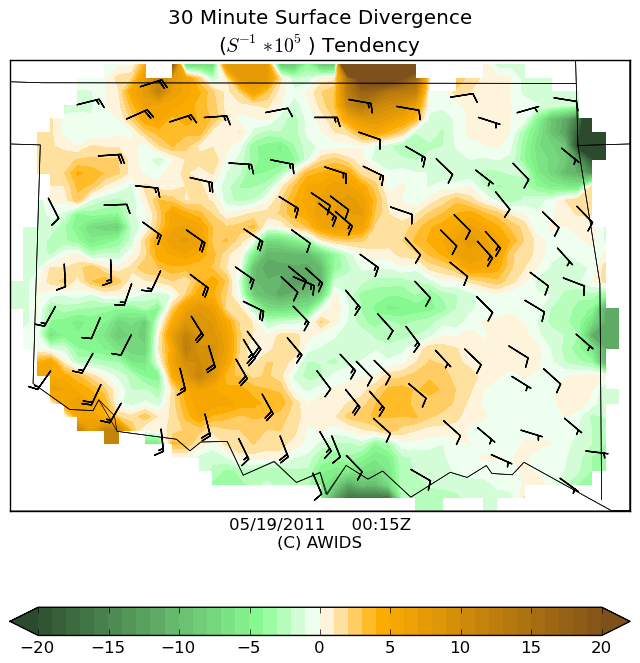 30 Minute Surface Divergence
(S⁻¹ *10⁵ ) Tendency
05/19/2011 00:15Z
(C) AWIDS
−20 −15 −10 −5 0 5 10 15 20